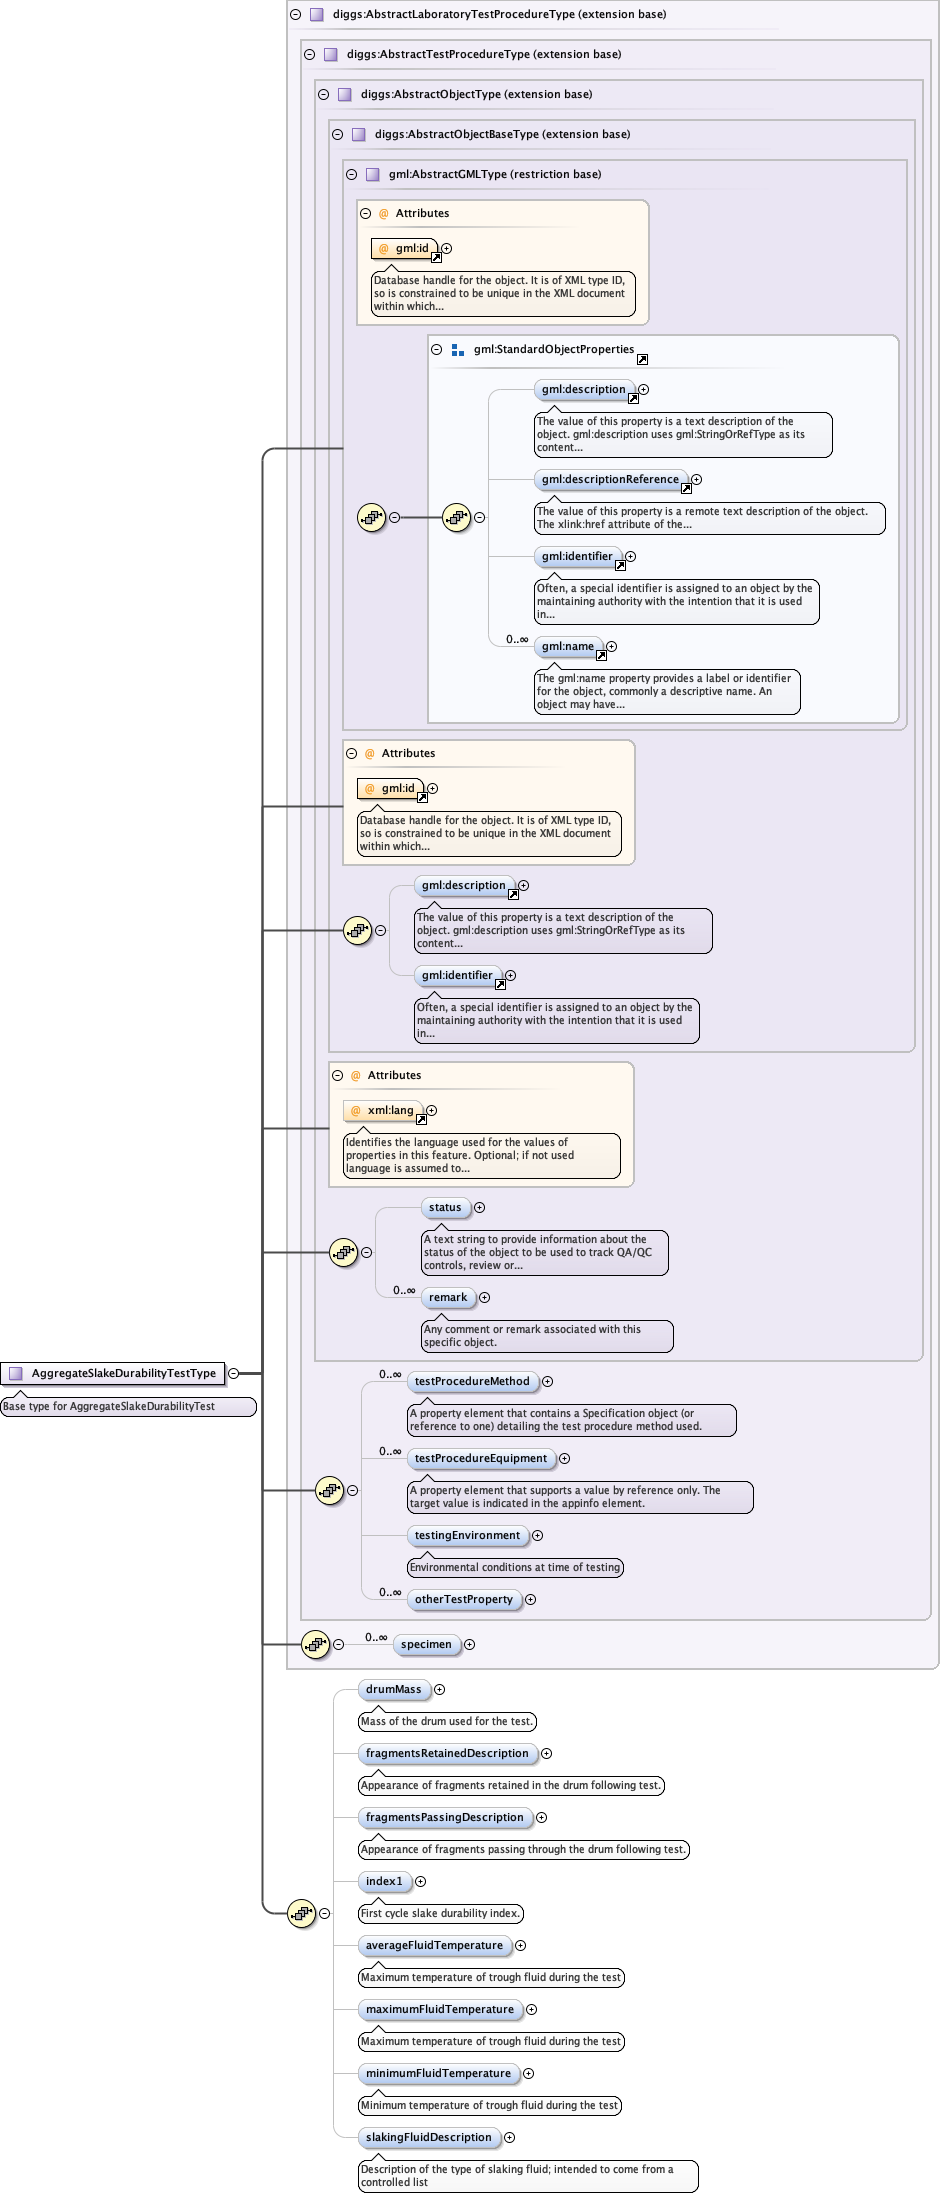 diggs:AbstractLaboratoryTestProcedureType (extension base)
diggs:AbstractTestProcedureType (extension base)
diggs:AbstractObjectType (extension base)
diggs:AbstractObjectBaseType (extension base)
gml:AbstractGMLType (restriction base)
@ Attributes
@ gml:id
Database handle for the object. It is of XML type ID,
so is constrained to be unique in the XML document
within which...
gml:StandardObjectProperties
gml:description
The value of this property is a text description of the
object. gml:description uses gml:StringOrRefType as its
content...
gml:descriptionReference
The value of this property is a remote text description of the object.
The xlink:href attribute of the...
gml:identifier
Often, a special identifier is assigned to an object by the
maintaining authority with the intention that it is used
in...
0..∞
gml:name
The gml:name property provides a label or identifier
for the object, commonly a descriptive name. An
object may have...
@ Attributes
@ gml:id
Database handle for the object. It is of XML type ID,
so is constrained to be unique in the XML document
within which...
gml:description
The value of this property is a text description of the
object. gml:description uses gml:StringOrRefType as its
content...
gml:identifier
Often, a special identifier is assigned to an object by the
maintaining authority with the intention that it is used
in...
@ Attributes
@ xml:lang
Identifies the language used for the values of
properties in this feature. Optional; if not used
language is assumed to...
status
A text string to provide information about the
status of the object to be used to track QA/QC
controls, review or...
0..∞
remark
Any comment or remark associated with this
specific object.
AggregateSlakeDurabilityTestType
Base type for AggregateSlakeDurabilityTest
0..∞
testProcedureMethod
A property element that contains a Specification object (or
reference to one) detailing the test procedure method used.
0..∞
testProcedureEquipment
A property element that supports a value by reference only. The
target value is indicated in the appinfo element.
testingEnvironment
Environmental conditions at time of testing
0..∞
otherTestProperty
0..∞
specimen
drumMass
Mass of the drum used for the test.
fragmentsRetainedDescription
Appearance of fragments retained in the drum following test.
fragmentsPassingDescription
Appearance of fragments passing through the drum following test.
index1
First cycle slake durability index.
averageFluidTemperature
Maximum temperature of trough fluid during the test
maximumFluidTemperature
Maximum temperature of trough fluid during the test
minimumFluidTemperature
Minimum temperature of trough fluid during the test
slakingFluidDescription
Description of the type of slaking fluid; intended to come from a
controlled list